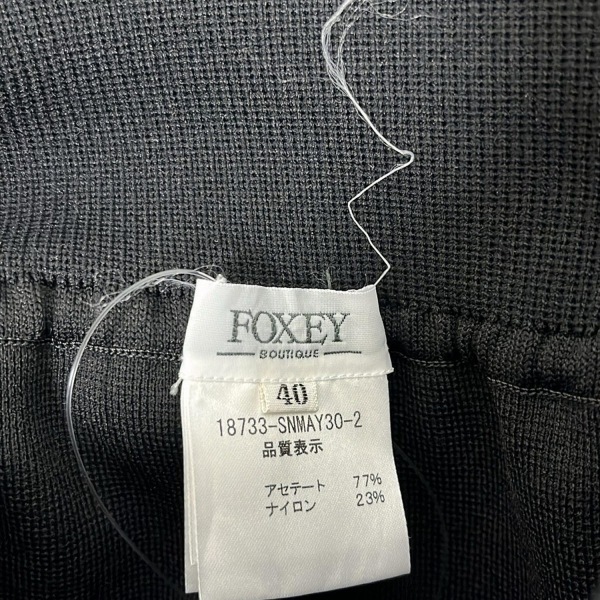 FOXEY
BOUTIQUE
40
18733-SNMAY30-2
品質表示
アセテート 77%
ナイロン 23%